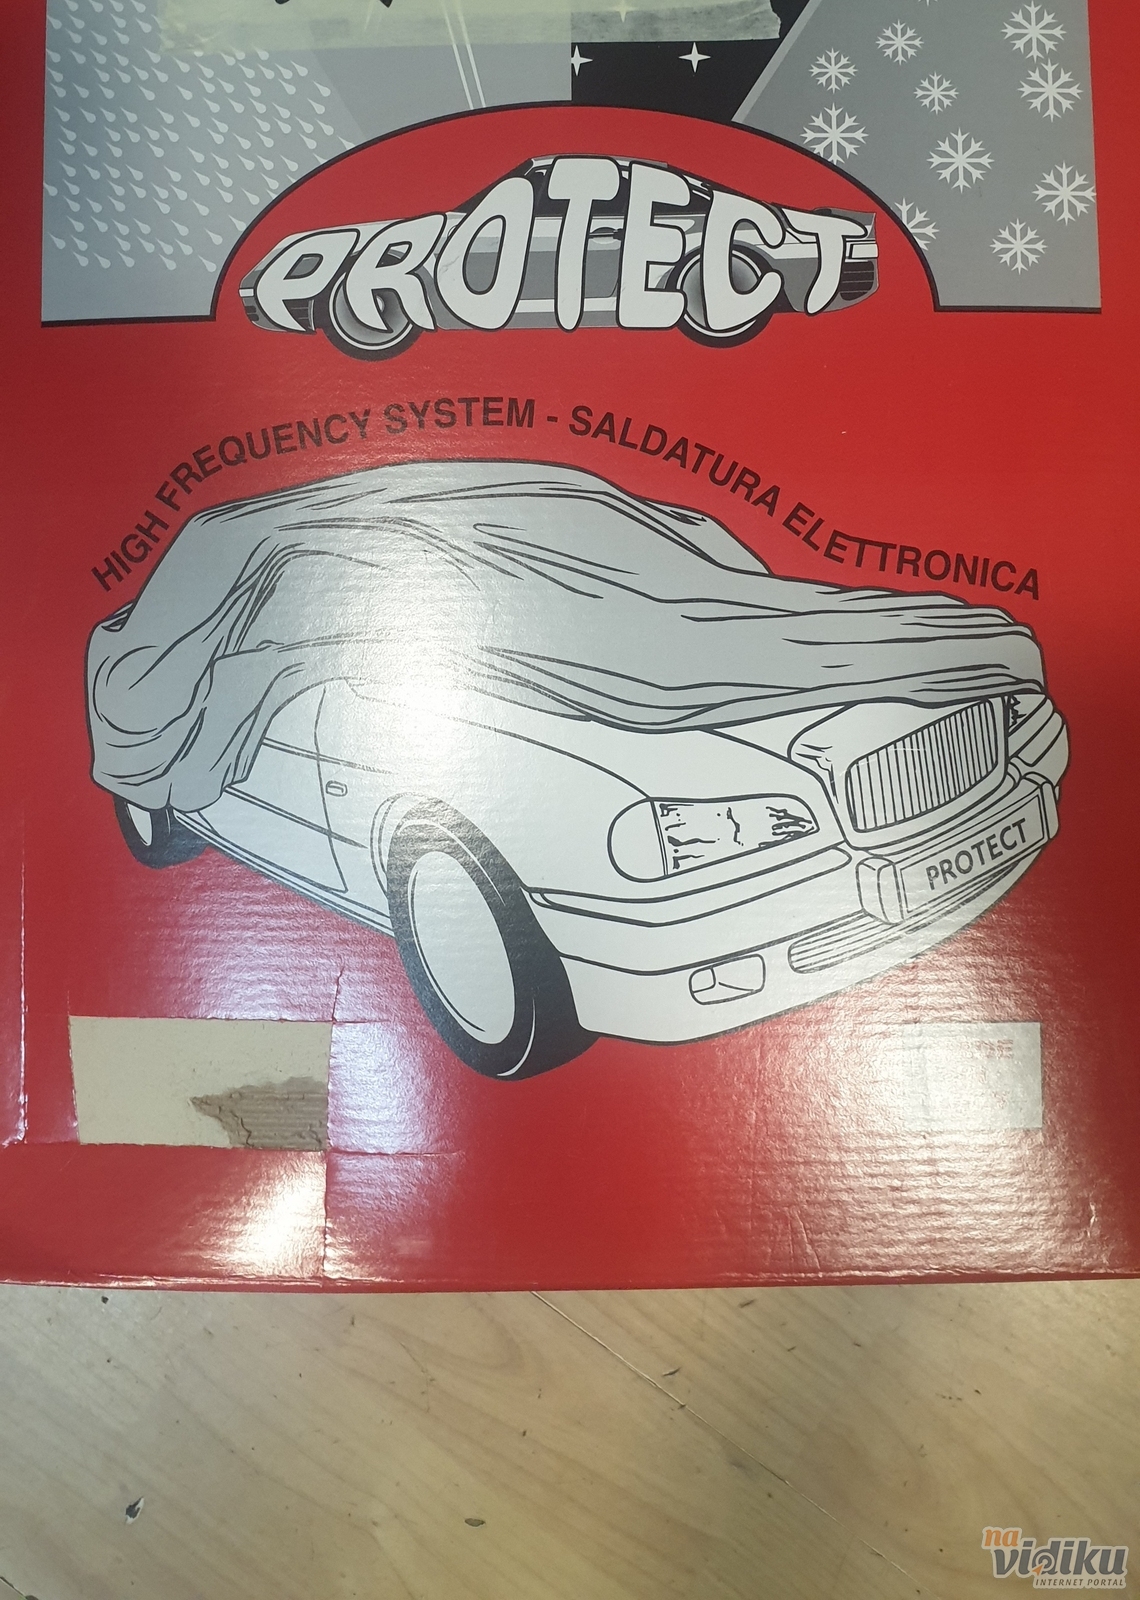 PROTECT
HIGH FREQUENCY SYSTEM - SALDATURA ELETTRONICA
PROTECT
na
vidiku
INTERNET PORTAL